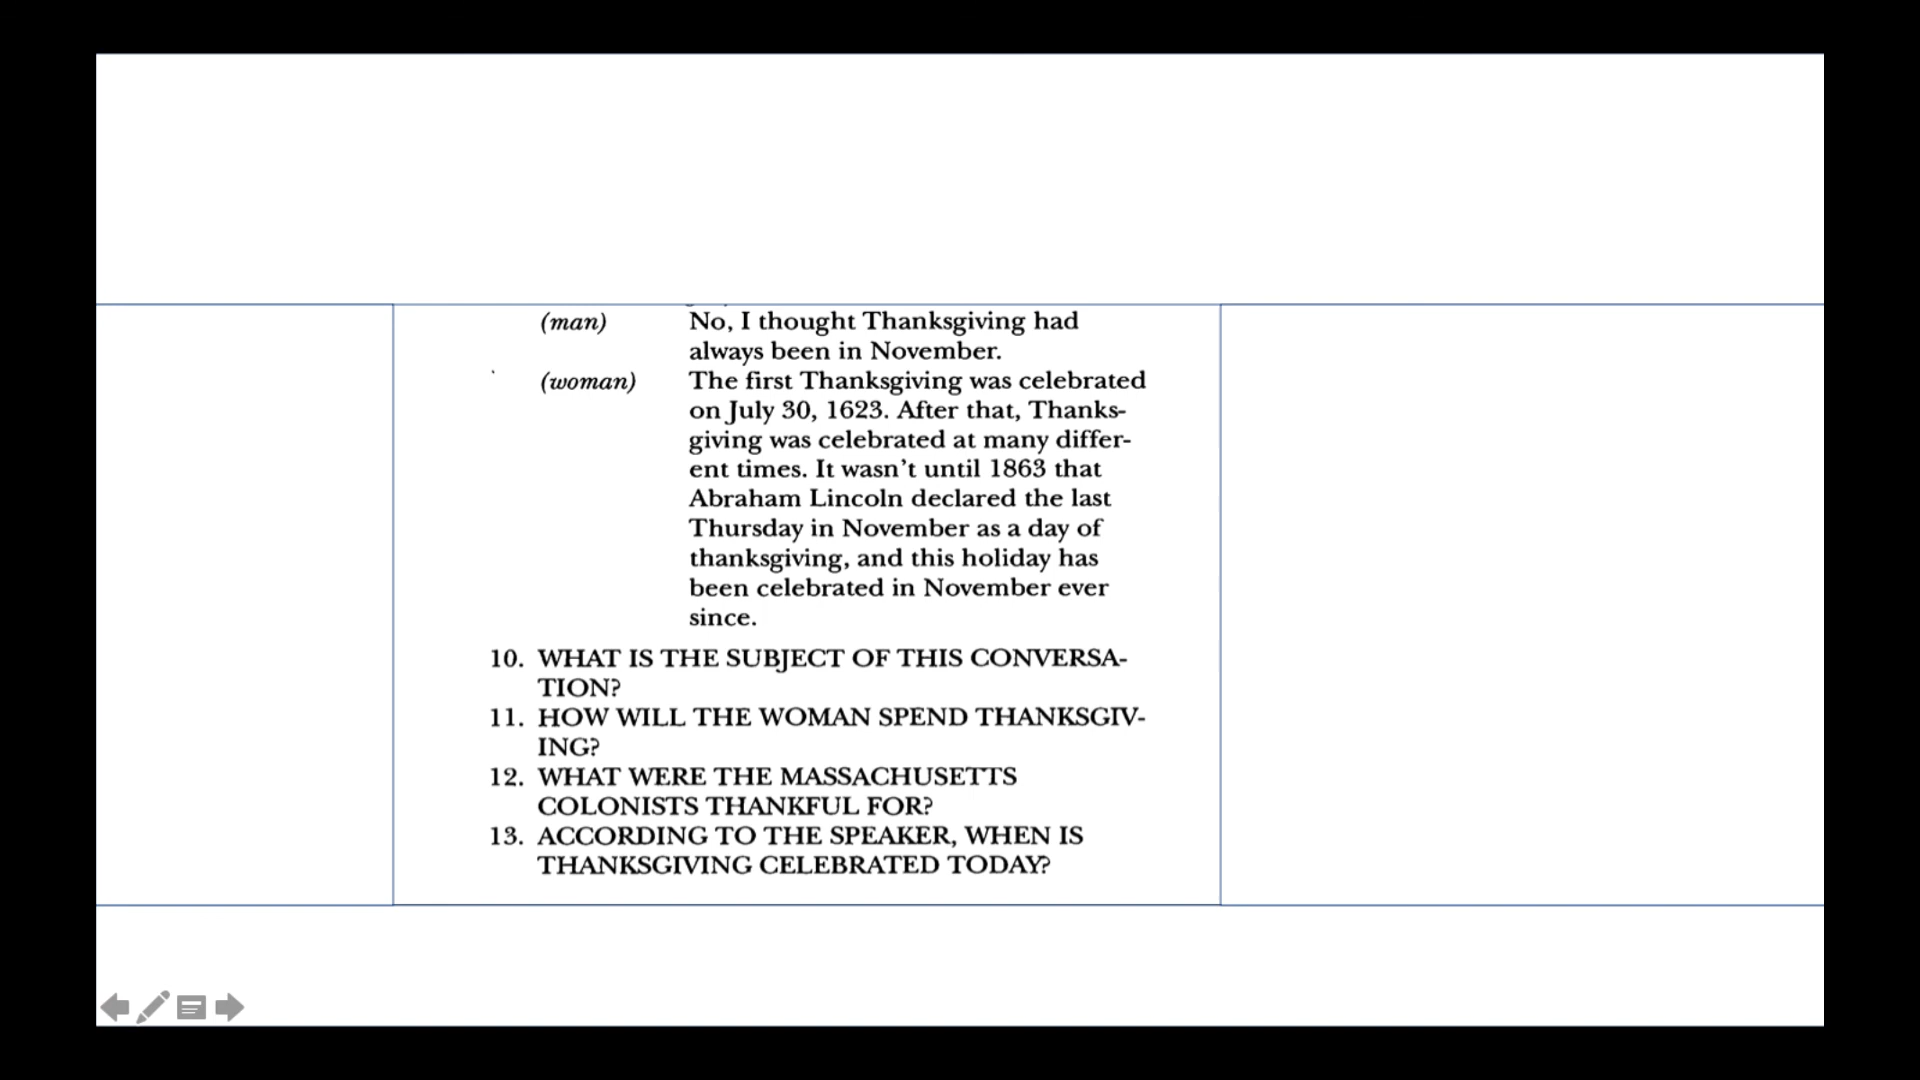 (man) No, I thought Thanksgiving had
always been in November.
(woman) The first Thanksgiving was celebrated
on July 30, 1623. After that, Thanks-
giving was celebrated at many differ-
ent times. It wasn’t until 1863 that
Abraham Lincoln declared the last
Thursday in November as a day of
thanksgiving, and this holiday has
been celebrated in November ever
since.
10. WHAT IS THE SUBJECT OF THIS CONVERSA-
TION?
11. HOW WILL THE WOMAN SPEND THANKSGIV-
ING?
12. WHAT WERE THE MASSACHUSETTS
COLONISTS THANKFUL FOR?
13. ACCORDING TO THE SPEAKER, WHEN IS
THANKSGIVING CELEBRATED TODAY?